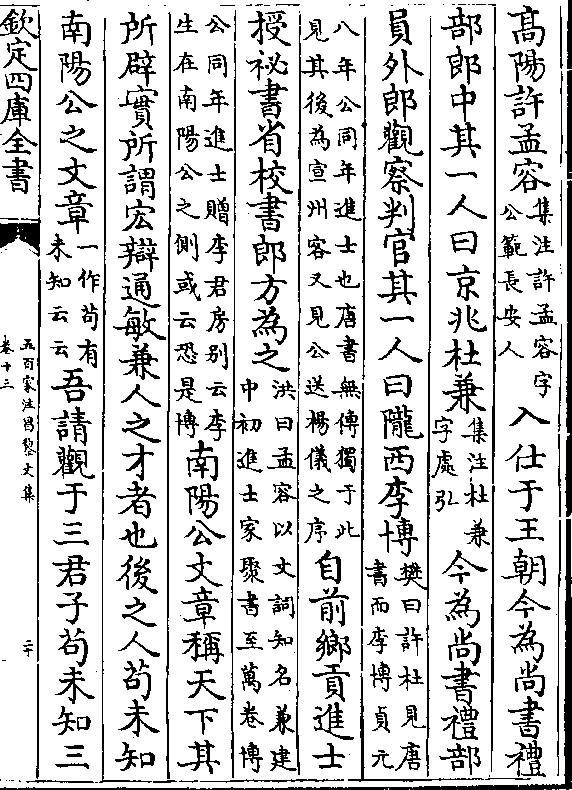 高陽許孟容集注許孟容字公範長安人入仕于王朝今為尚書禮
部郎中其一人曰京兆杜兼集注杜兼字處弘今為尚書禮部
員外郎觀察判官其一人曰隴西李博樊曰許杜見唐書而李博貞元
八年公同年進士也唐書無傳獨于此見其後為宣州客又見公送楊儀之序自前鄉貢進士
授祕書省校書郎方為之洪曰孟容以文詞知名兼建中初進士家聚書至萬卷博
公同年進士贈李君房别云李生在南陽公之側或云恐是博南陽公文章稱天下其
所辟實所謂宏辯通敏兼人之才者也後之人苟未知
南陽公之文章一作苟有未知云云吾請觀于三君子苟未知三
欽定四庫全書
五百家注昌黎文集
卷十三
二十